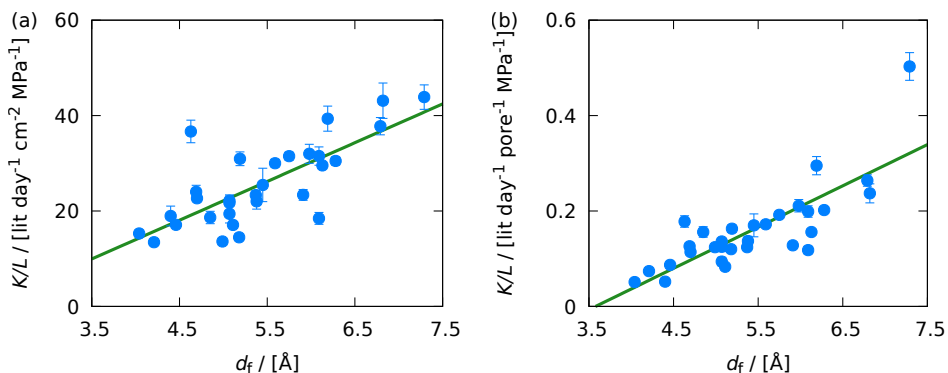 (a)
K/L / [lit day-1 cm-2 MPa-1]
60
40
20
0
3.5 4.5 5.5 6.5 7.5
df / [Å]
(b)
K/L / [lit day-1 pore-1 MPa-1]
0.6
0.4
0.2
0
3.5 4.5 5.5 6.5 7.5
df / [Å]